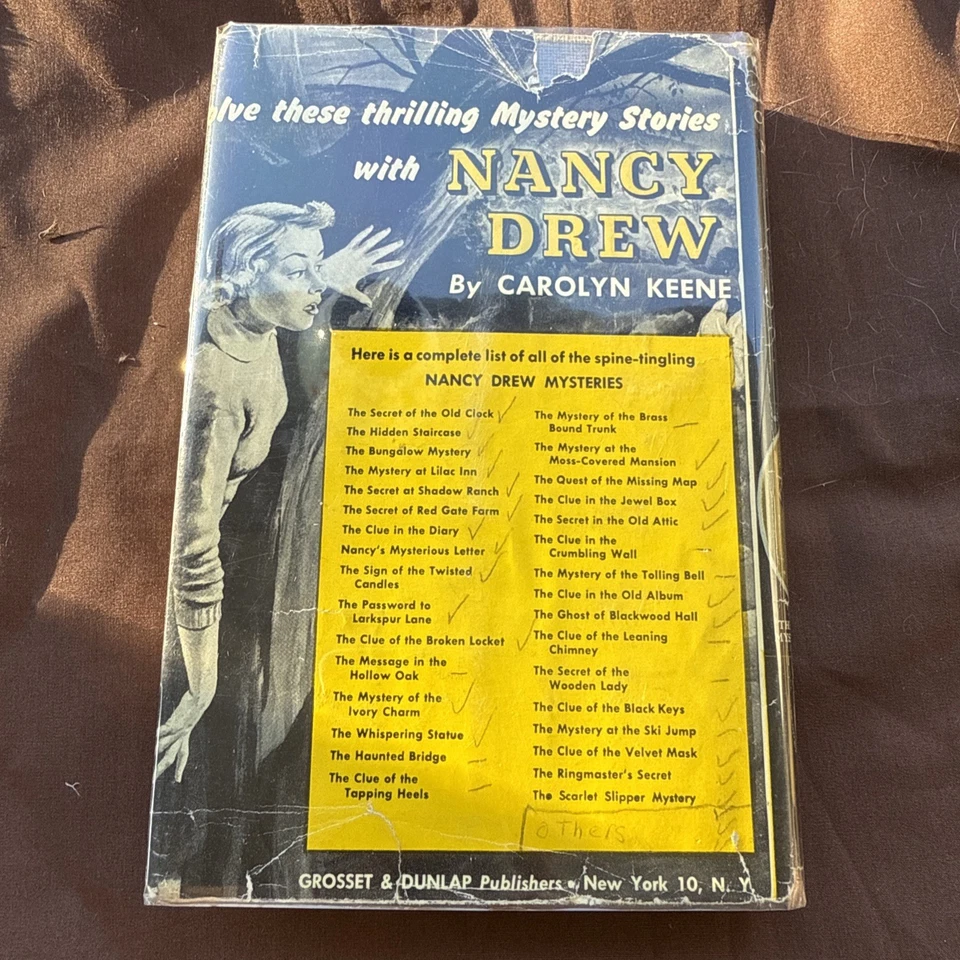 olve these thrilling Mystery Stories
with NANCY
DREW
By CAROLYN KEENE
Here is a complete list of all of the spine-tingling
NANCY DREW MYSTERIES
The Secret of the Old Clock
The Hidden Staircase
The Bungalow Mystery
The Mystery at Lilac Inn
The Secret at Shadow Ranch
The Secret of Red Gate Farm
The Clue in the Diary
Nancy's Mysterious Letter
The Sign of the Twisted
Candles
The Password to
Larkspur Lane
The Clue of the Broken Locket
The Message in the
Hollow Oak
The Mystery of the
Ivory Charm
The Whispering Statue
The Haunted Bridge
The Clue of the
Tapping Heels
The Mystery of the Brass
Bound Trunk
The Mystery at the
Moss-Covered Mansion
The Quest of the Missing Map
The Clue in the Jewel Box
The Secret in the Old Attic
The Clue in the
Crumbling Wall
The Mystery of the Tolling Bell
The Clue in the Old Album
The Ghost of Blackwood Hall
The Clue of the Leaning
Chimney
The Secret of the
Wooden Lady
The Clue of the Black Keys
The Mystery at the Ski Jump
The Clue of the Velvet Mask
The Ringmaster's Secret
The Scarlet Slipper Mystery
oThers
GROSSET & DUNLAP Publishers • New York 10, N. Y.